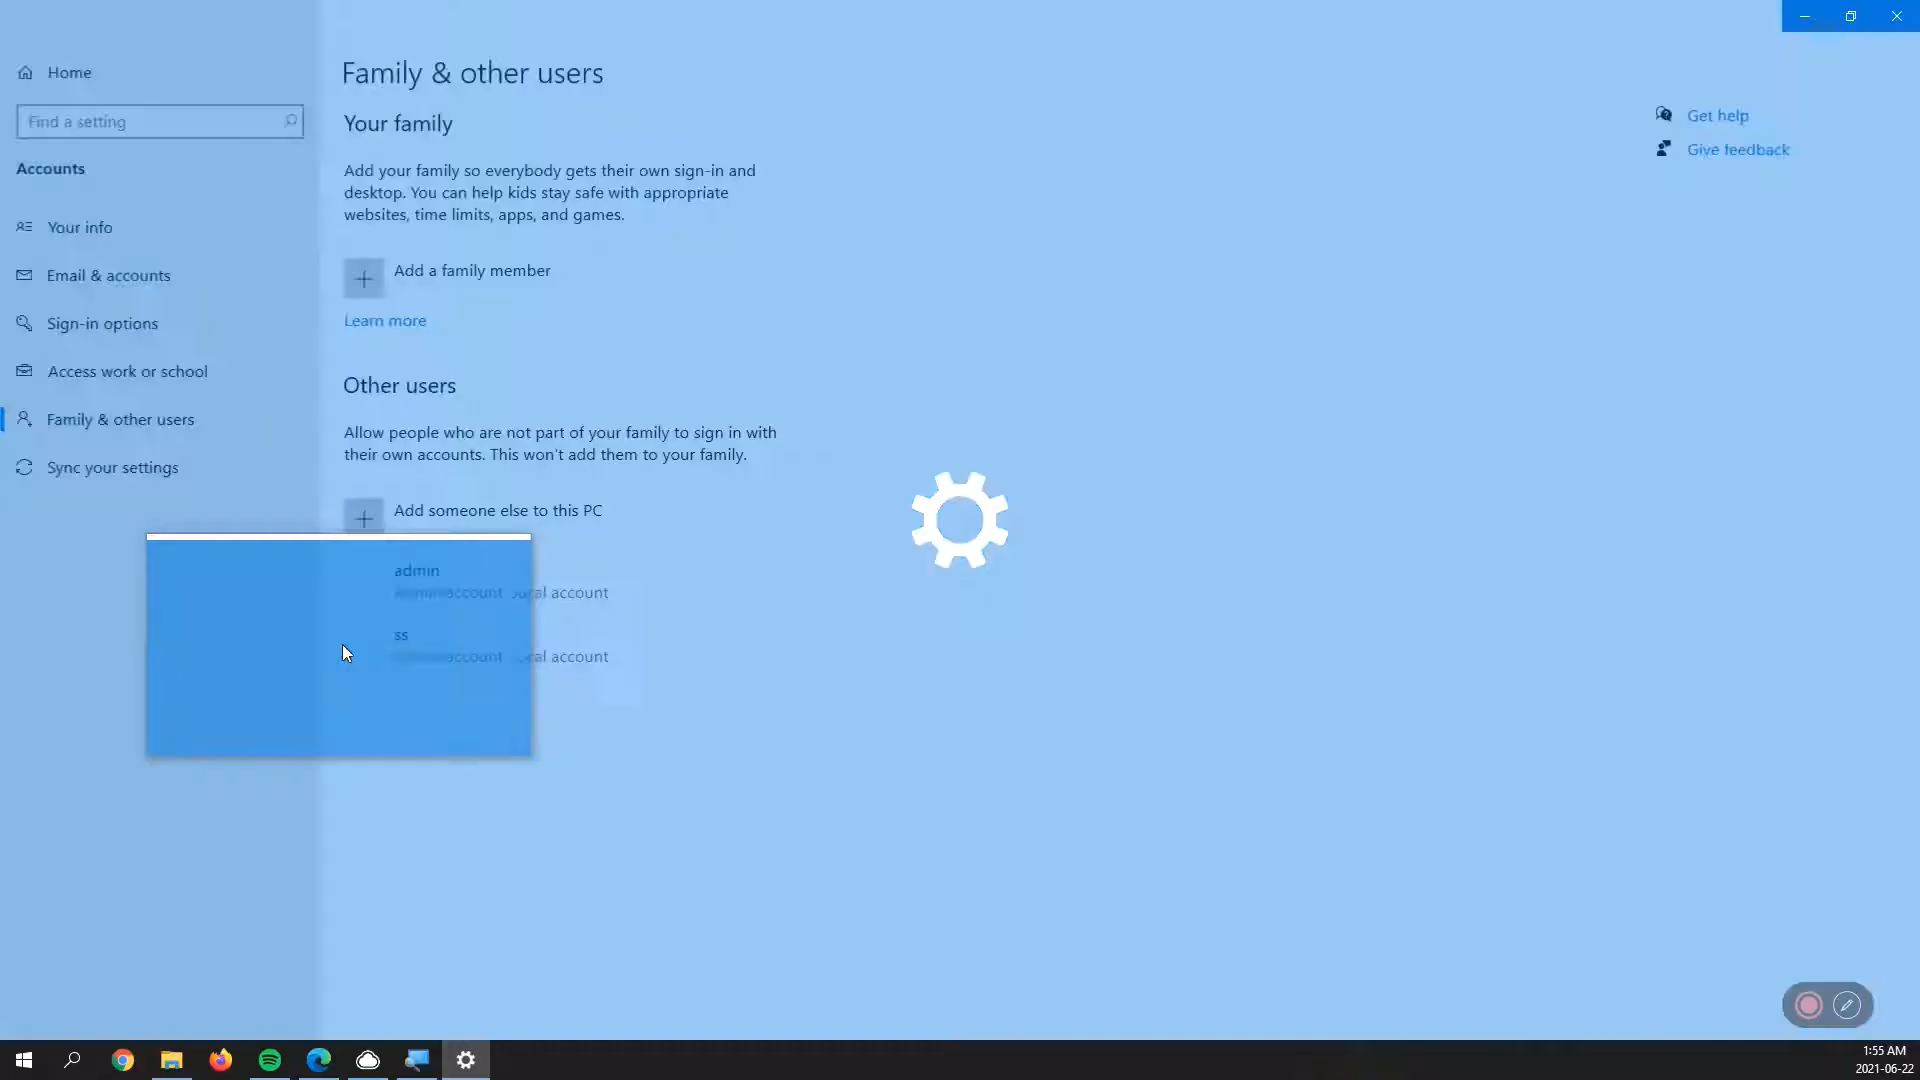 Home
Find a setting
Accounts
Your info
Email & accounts
Sign-in options
Access work or school
Family & other users
Sync your settings
Family & other users
Your family
Add your family so everybody gets their own sign-in and
desktop. You can help kids stay safe with appropriate
websites, time limits, apps, and games.
Add a family member
Learn more
Other users
Allow people who are not part of your family to sign in with
their own accounts. This won't add them to your family.
Add someone else to this PC
admin
account
account
ss
account
account
Get help
Give feedback
1:55 AM
2021-06-22